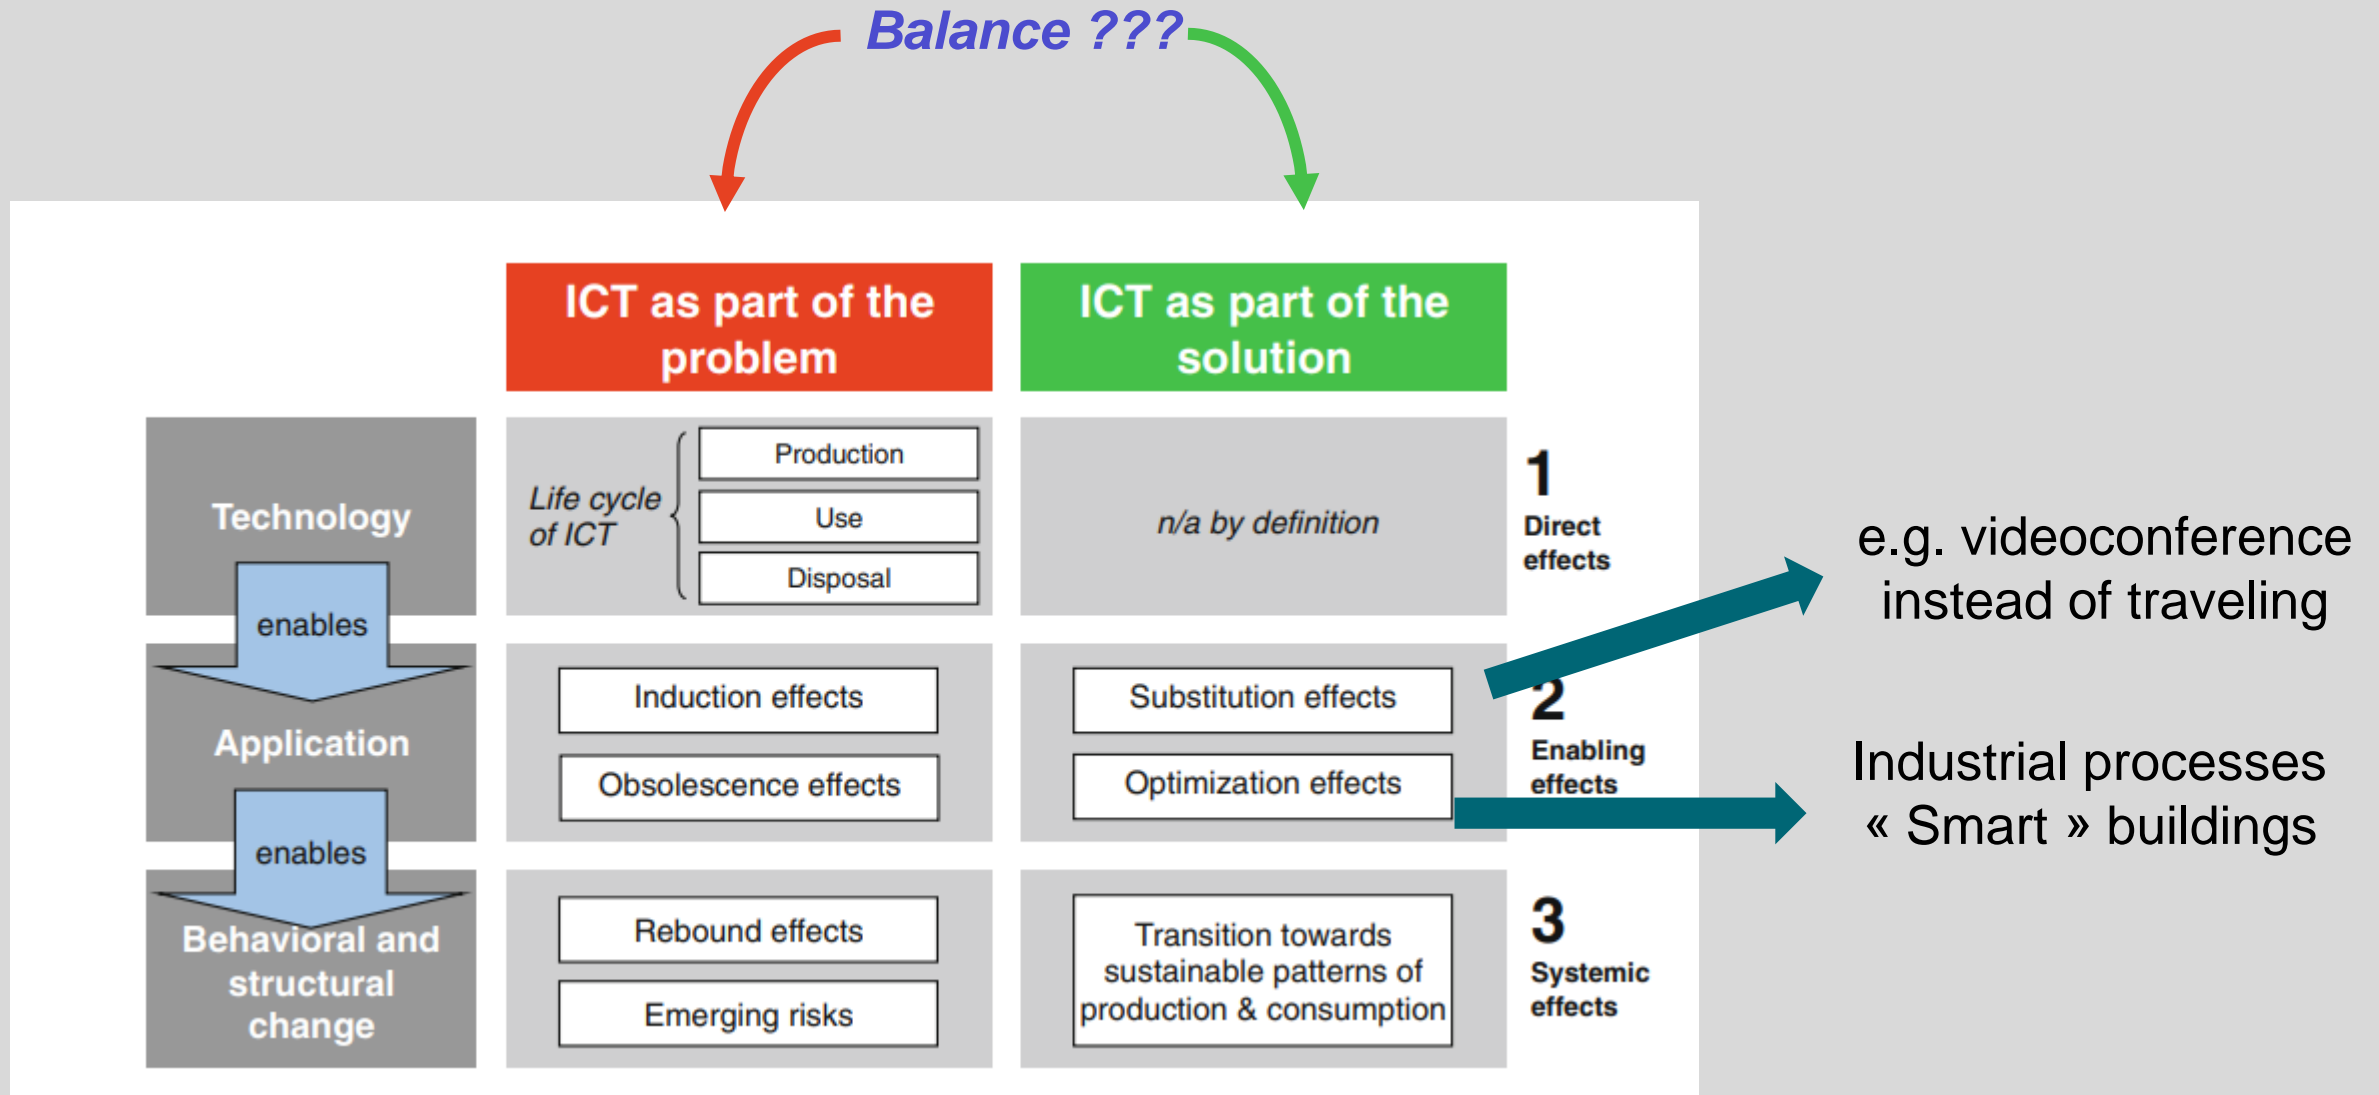 Balance ???
ICT as part of the
problem
ICT as part of the
solution
Technology
Life cycle
of ICT
Production
Use
Disposal
n/a by definition
1
Direct
effects
e.g. videoconference
instead of traveling
enables
Application
Induction effects
Obsolescence effects
Substitution effects
Optimization effects
2
Enabling
effects
Industrial processes
« Smart » buildings
enables
Behavioral and
structural
change
Rebound effects
Emerging risks
Transition towards
sustainable patterns of
production & consumption
3
Systemic
effects